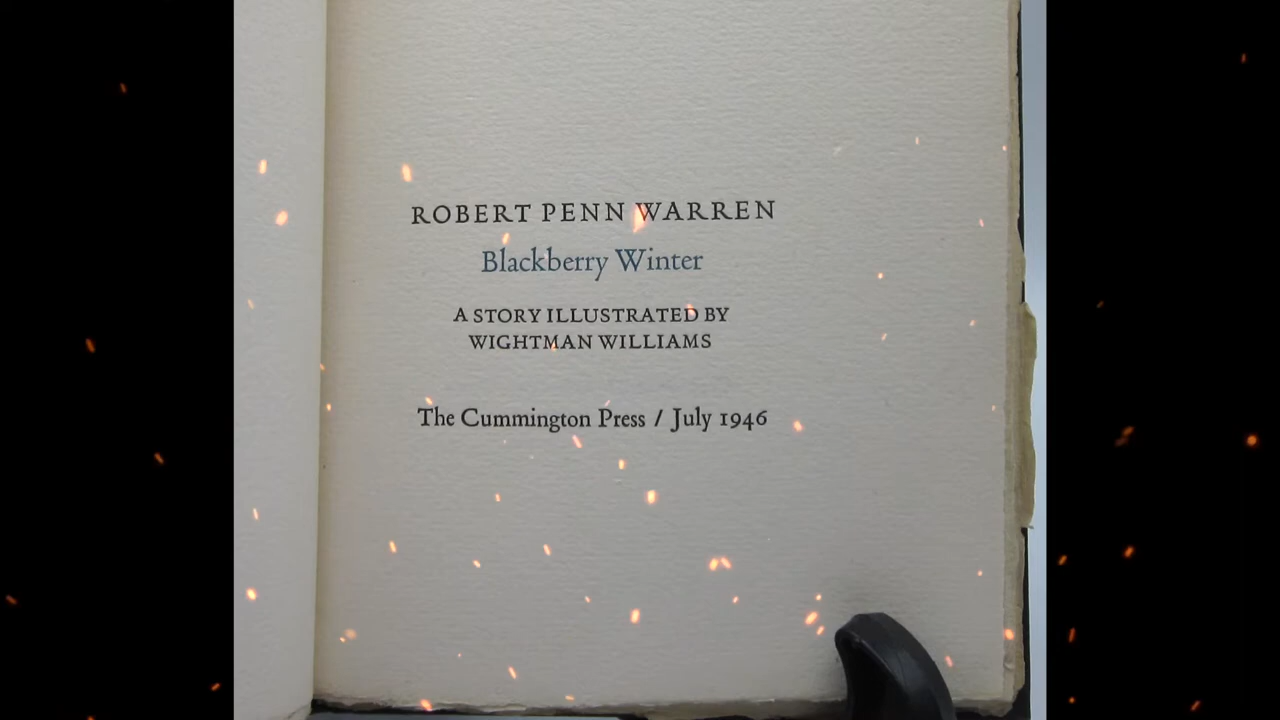 ROBERT PENN WARREN
Blackberry Winter
A STORY ILLUSTRATED BY
WIGHTMAN WILLIAMS
The Cummington Press / July 1946